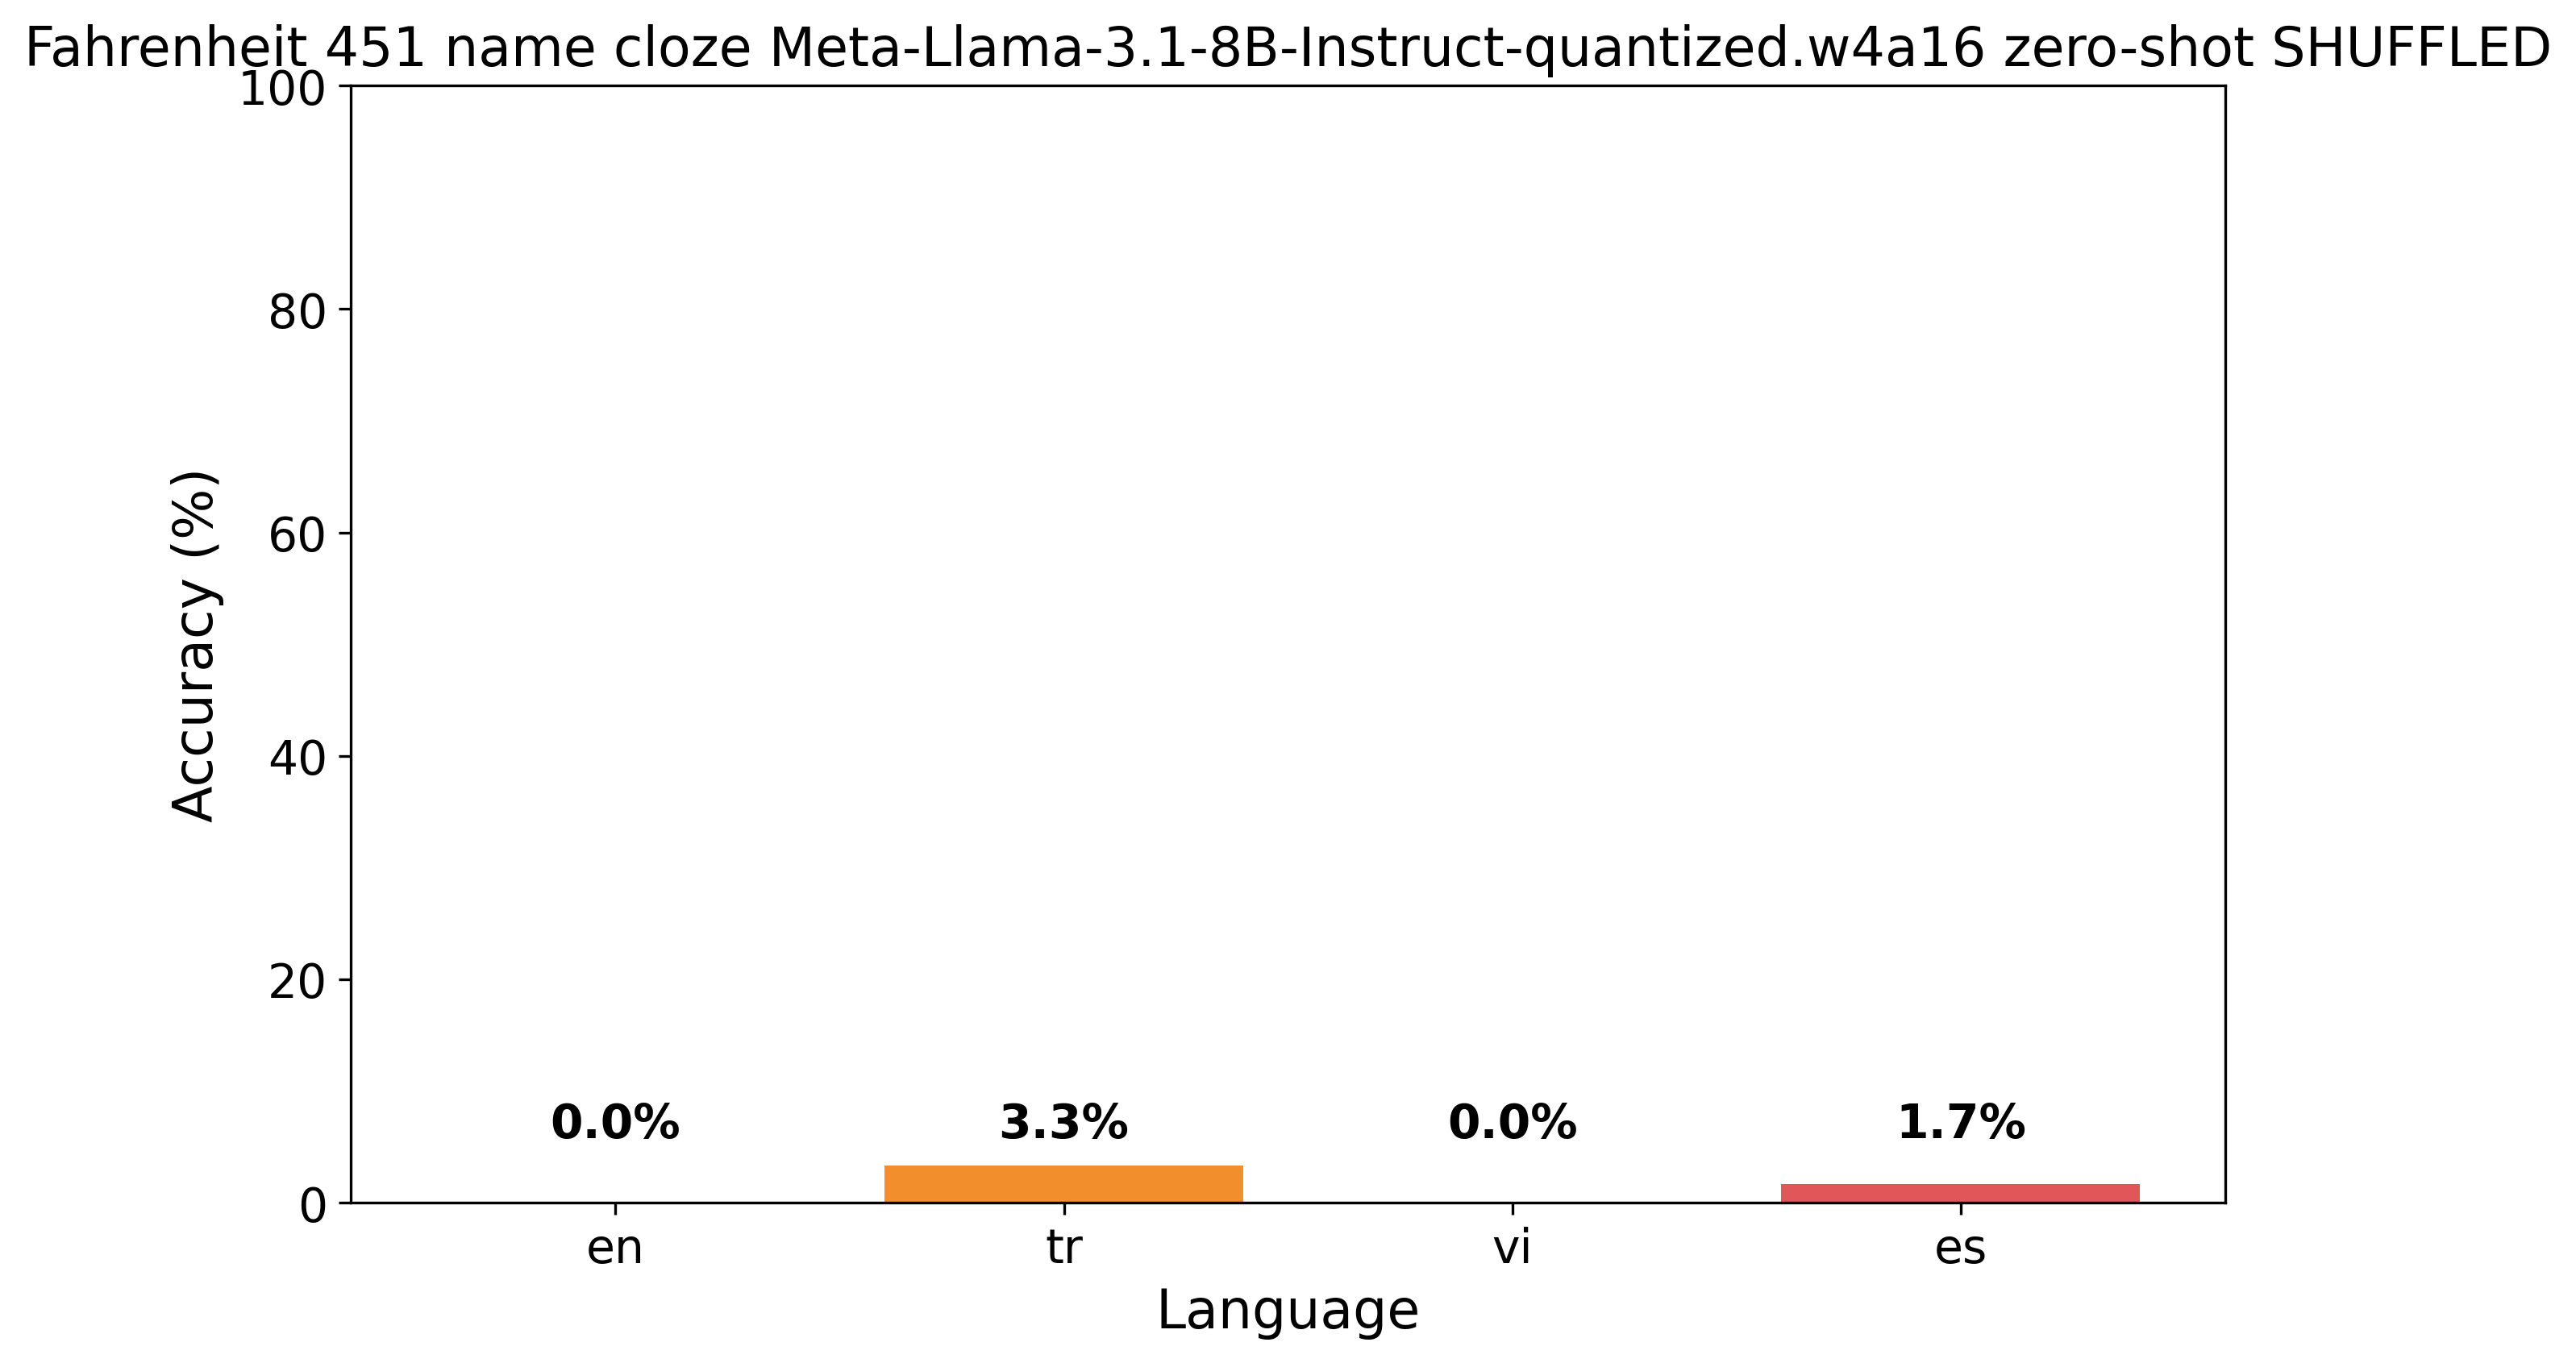 Fahrenheit 451 name cloze Meta-Llama-3.1-8B-Instruct-quantized.w4a16 zero-shot SHUFFLED
100
80
60
40
20
0
Accuracy (%)
0.0%
3.3%
0.0%
1.7%
en
tr
vi
es
Language